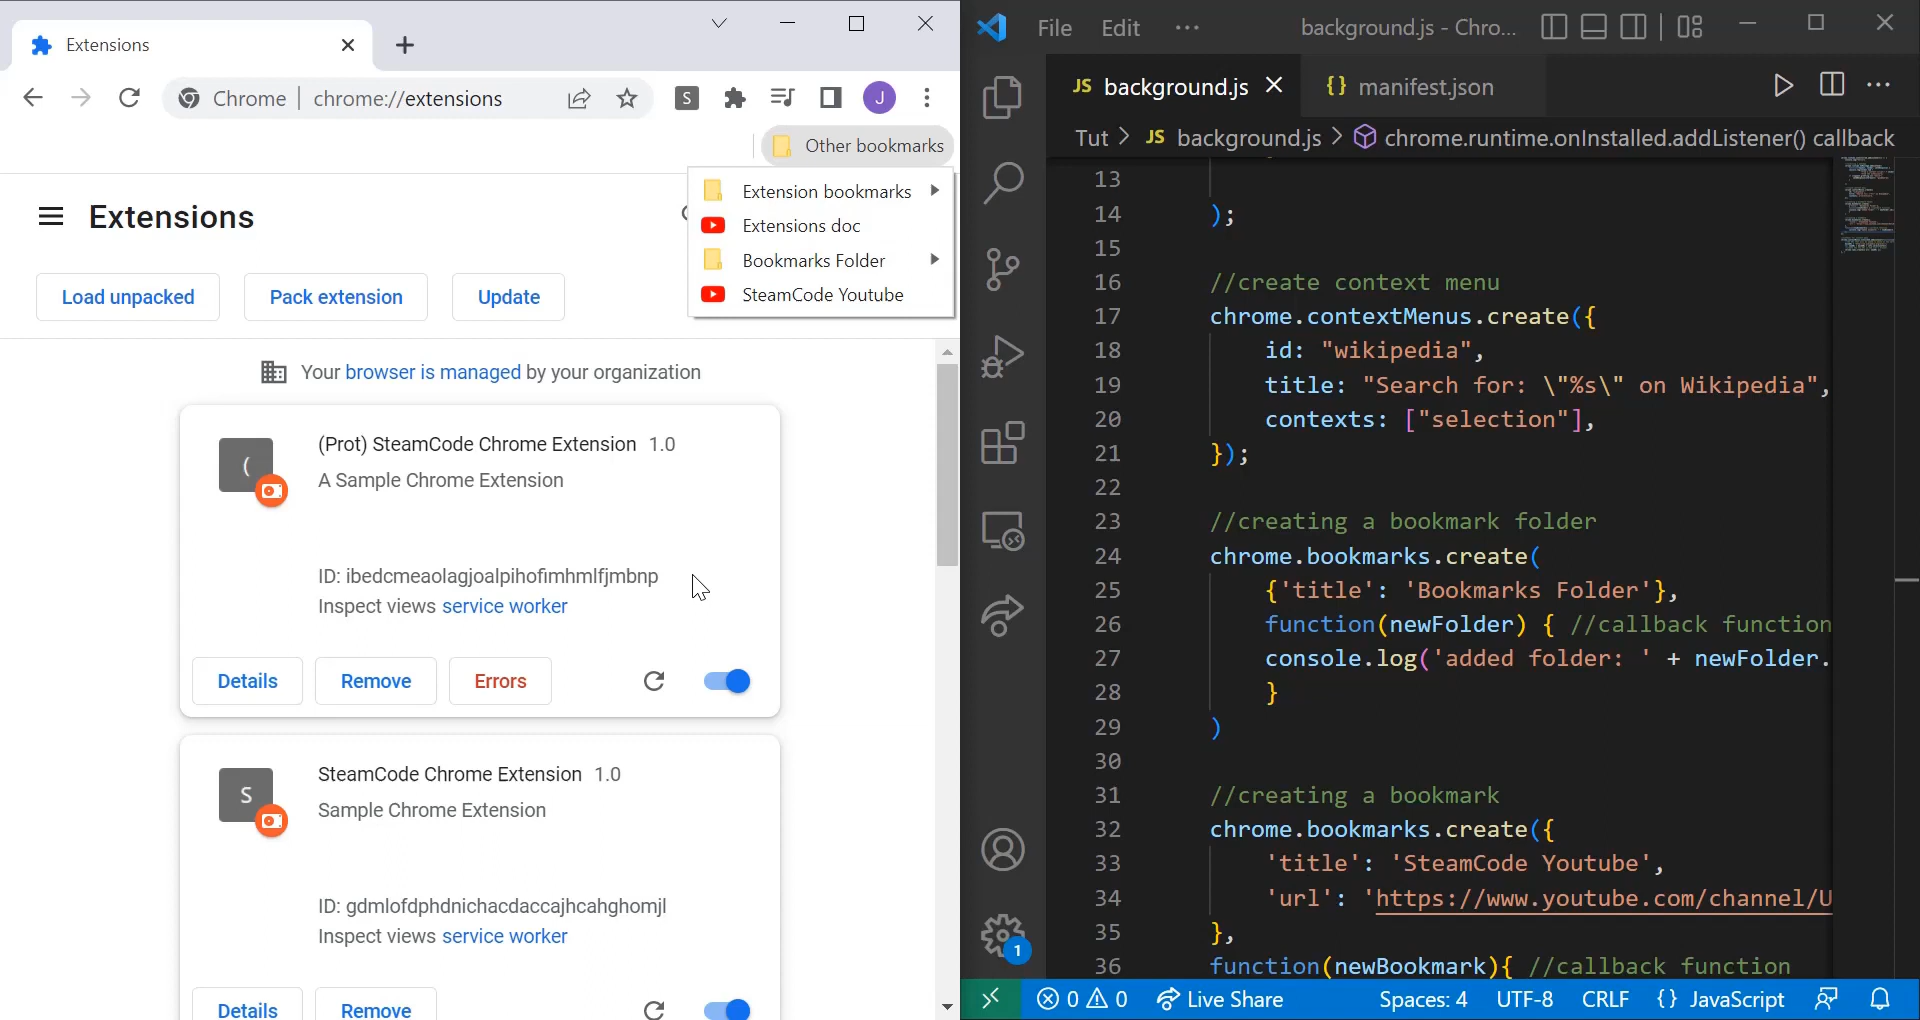 Extensions
Chrome
chrome://extensions
S
J
Other bookmarks
Extension bookmarks
Extensions doc
Bookmarks Folder
SteamCode Youtube
Extensions
Load unpacked
Pack extension
Update
Your browser is managed by your organization
(
(Prot) SteamCode Chrome Extension 1.0
A Sample Chrome Extension
ID: ibedcmeaolagjoalpihofimhmlfjmbnp
Inspect views service worker
Details
Remove
Errors
S
SteamCode Chrome Extension 1.0
Sample Chrome Extension
ID: gdmlofdphdnichacdaccajhcahghomjl
Inspect views service worker
Details
Remove
File Edit ···
background.js - Chro...
JS background.js
{} manifest.json
Tut > JS background.js > chrome.runtime.onInstalled.addListener() callback
13
14 );
15
16 //create context menu
17 chrome.contextMenus.create({
18 id: "wikipedia",
19 title: "Search for: \"%s\" on Wikipedia",
20 contexts: ["selection"],
21 });
22
23 //creating a bookmark folder
24 chrome.bookmarks.create(
25 {'title': 'Bookmarks Folder'},
26 function(newFolder) { //callback function
27 console.log('added folder: ' + newFolder.
28 }
29 )
30
31 //creating a bookmark
32 chrome.bookmarks.create({
33 'title': 'SteamCode Youtube',
34 'url': 'https://www.youtube.com/channel/U
35 },
36 function(newBookmark){ //callback function
1
0 0 Live Share Spaces: 4 UTF-8 CRLF {} JavaScript